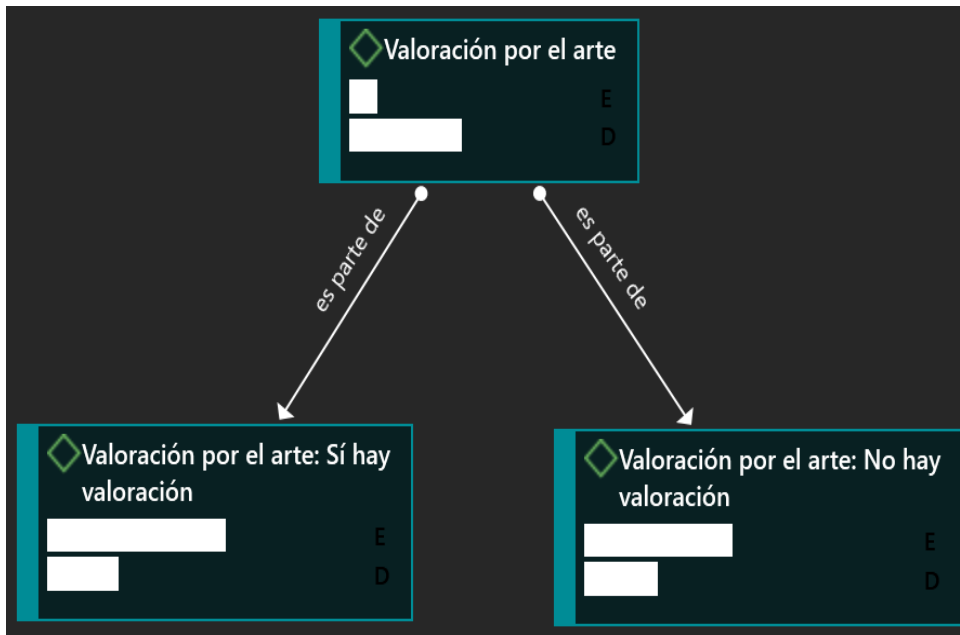 Valoración por el arte
E
D
es parte de
es parte de
Valoración por el arte: Sí hay
valoración
E
D
Valoración por el arte: No hay
valoración
E
D